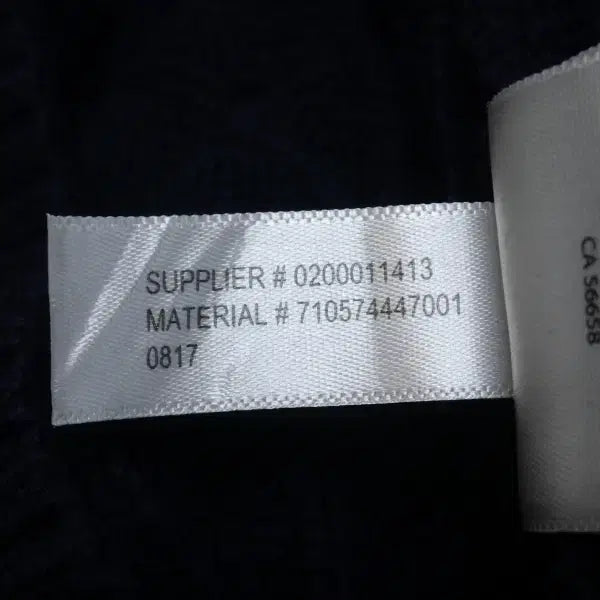 SUPPLIER # 0200011413
MATERIAL # 710574447001
0817
CA 56658